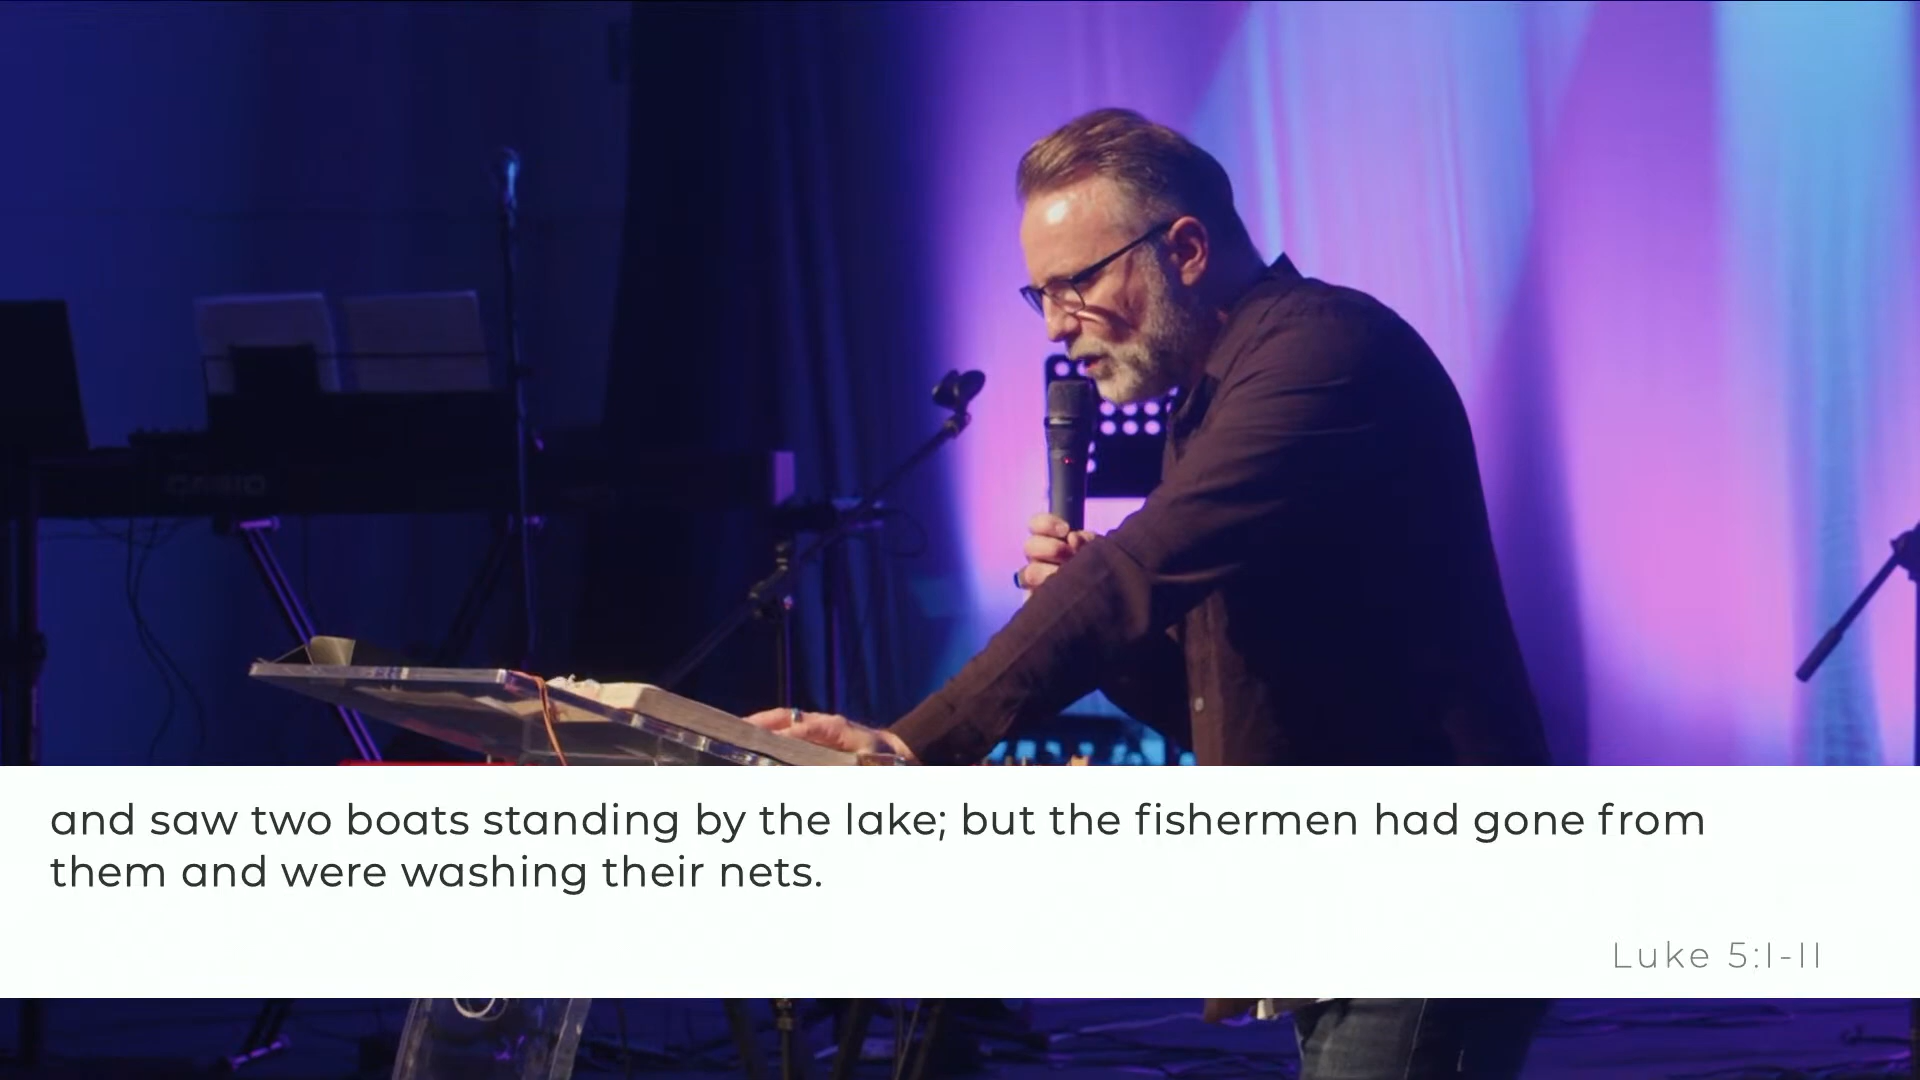 CASIO
and saw two boats standing by the lake; but the fishermen had gone from
them and were washing their nets.
Luke 5:1-11